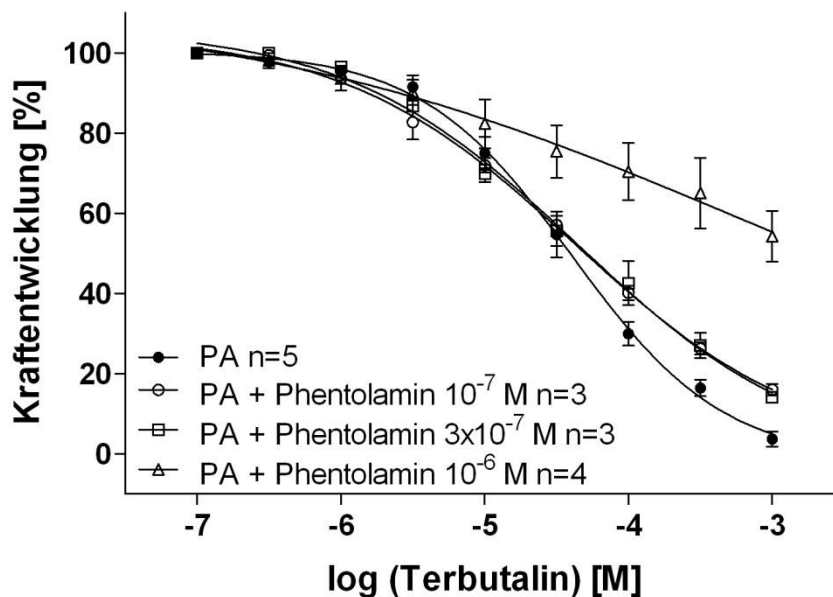 Kraftentwicklung [%]
100
80
60
40
20
0
PA n=5
PA + Phentolamin 10⁻⁷ M n=3
PA + Phentolamin 3x10⁻⁷ M n=3
PA + Phentolamin 10⁻⁶ M n=4
-7 -6 -5 -4 -3
log (Terbutalin) [M]